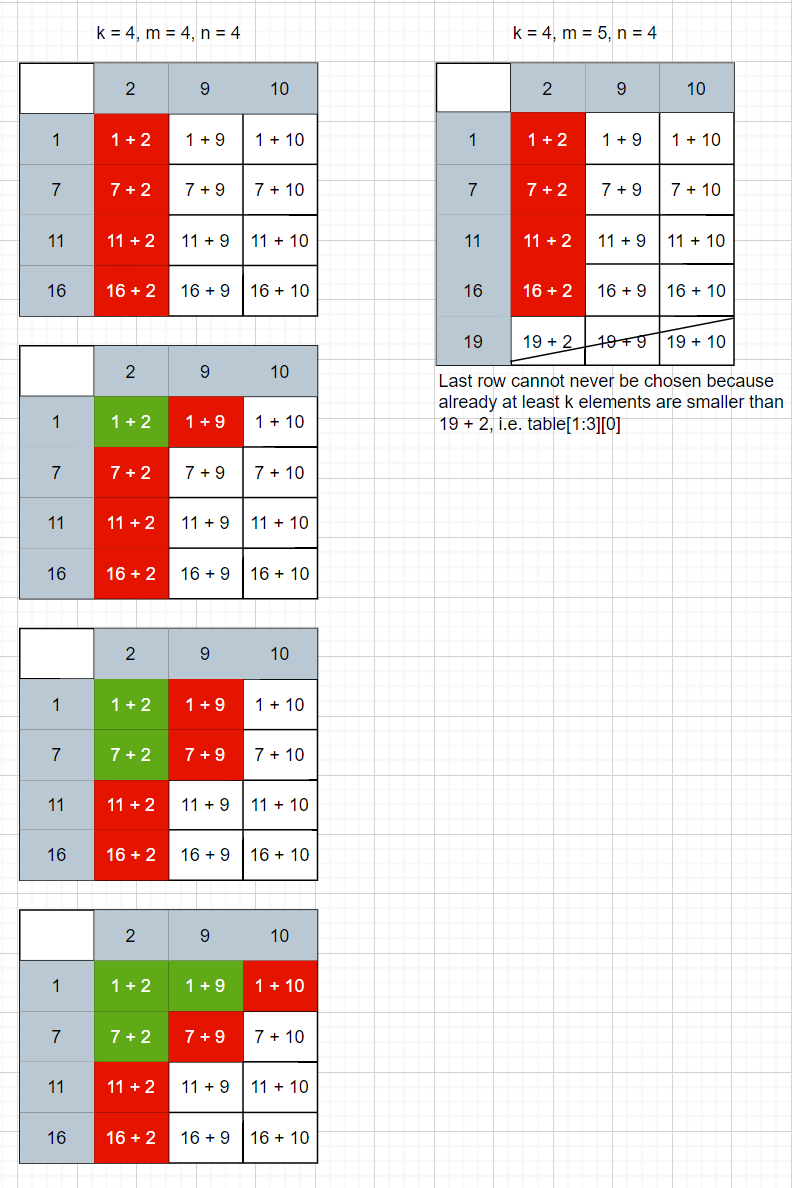 k = 4, m = 4, n = 4
2 9 10
1 1 + 2 1 + 9 1 + 10
7 7 + 2 7 + 9 7 + 10
11 11 + 2 11 + 9 11 + 10
16 16 + 2 16 + 9 16 + 10
2 9 10
1 1 + 2 1 + 9 1 + 10
7 7 + 2 7 + 9 7 + 10
11 11 + 2 11 + 9 11 + 10
16 16 + 2 16 + 9 16 + 10
2 9 10
1 1 + 2 1 + 9 1 + 10
7 7 + 2 7 + 9 7 + 10
11 11 + 2 11 + 9 11 + 10
16 16 + 2 16 + 9 16 + 10
2 9 10
1 1 + 2 1 + 9 1 + 10
7 7 + 2 7 + 9 7 + 10
11 11 + 2 11 + 9 11 + 10
16 16 + 2 16 + 9 16 + 10
k = 4, m = 5, n = 4
2 9 10
1 1 + 2 1 + 9 1 + 10
7 7 + 2 7 + 9 7 + 10
11 11 + 2 11 + 9 11 + 10
16 16 + 2 16 + 9 16 + 10
19 19 + 2 19 + 9 19 + 10
Last row cannot never be chosen because
already at least k elements are smaller than
19 + 2, i.e. table[1:3][0]